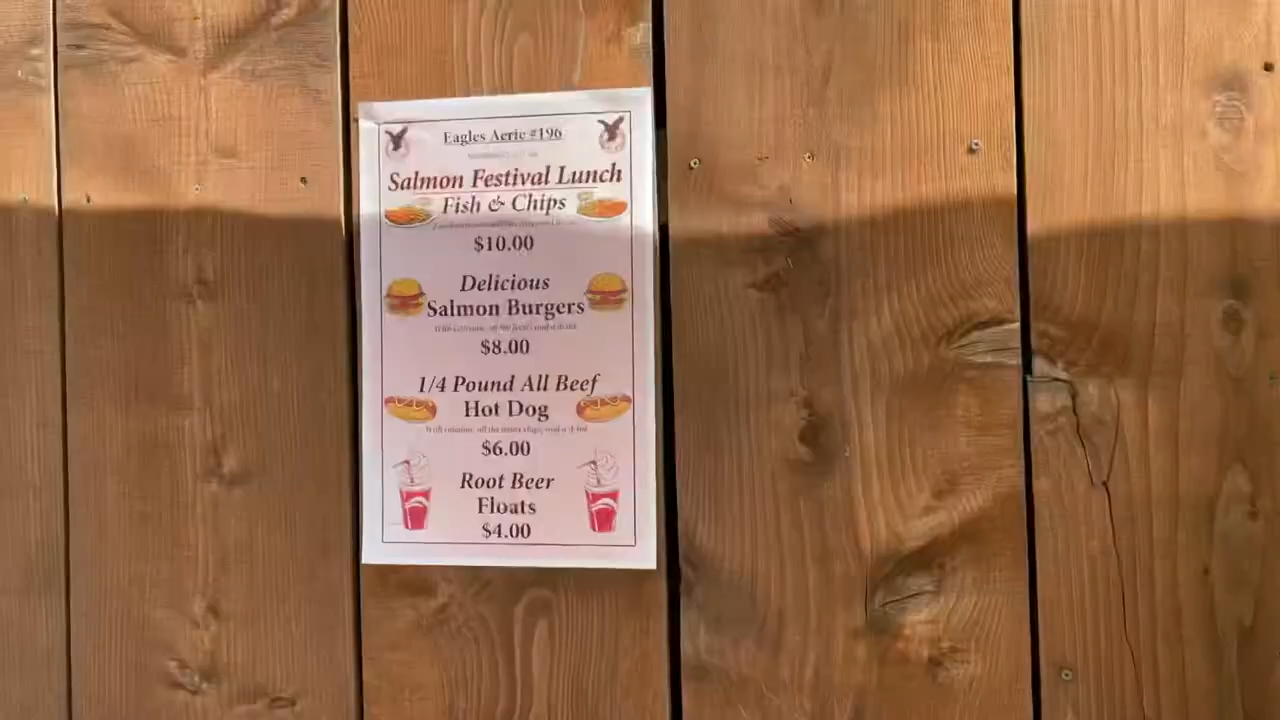 Eagles Aerie #196
Salmon Festival Lunch
Fish & Chips
$10.00
Delicious
Salmon Burgers
$8.00
1/4 Pound All Beef
Hot Dog
$6.00
Root Beer
Floats
$4.00